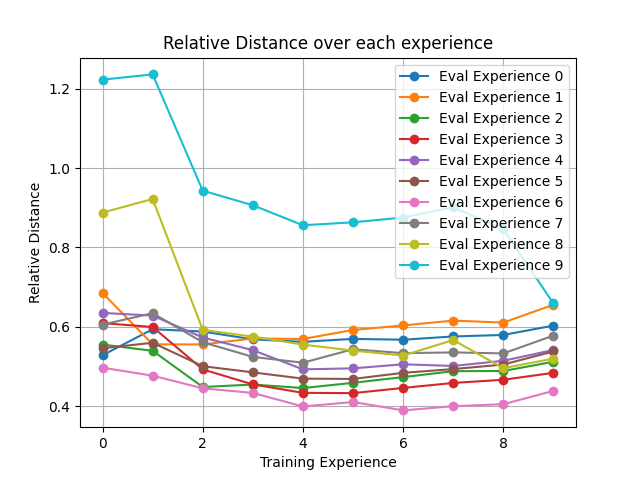 Relative Distance over each experience
Eval Experience 0
Eval Experience 1
Eval Experience 2
Eval Experience 3
Eval Experience 4
Eval Experience 5
Eval Experience 6
Eval Experience 7
Eval Experience 8
Eval Experience 9
Relative Distance
1.2
1.0
0.8
0.6
0.4
0 2 4 6 8
Training Experience